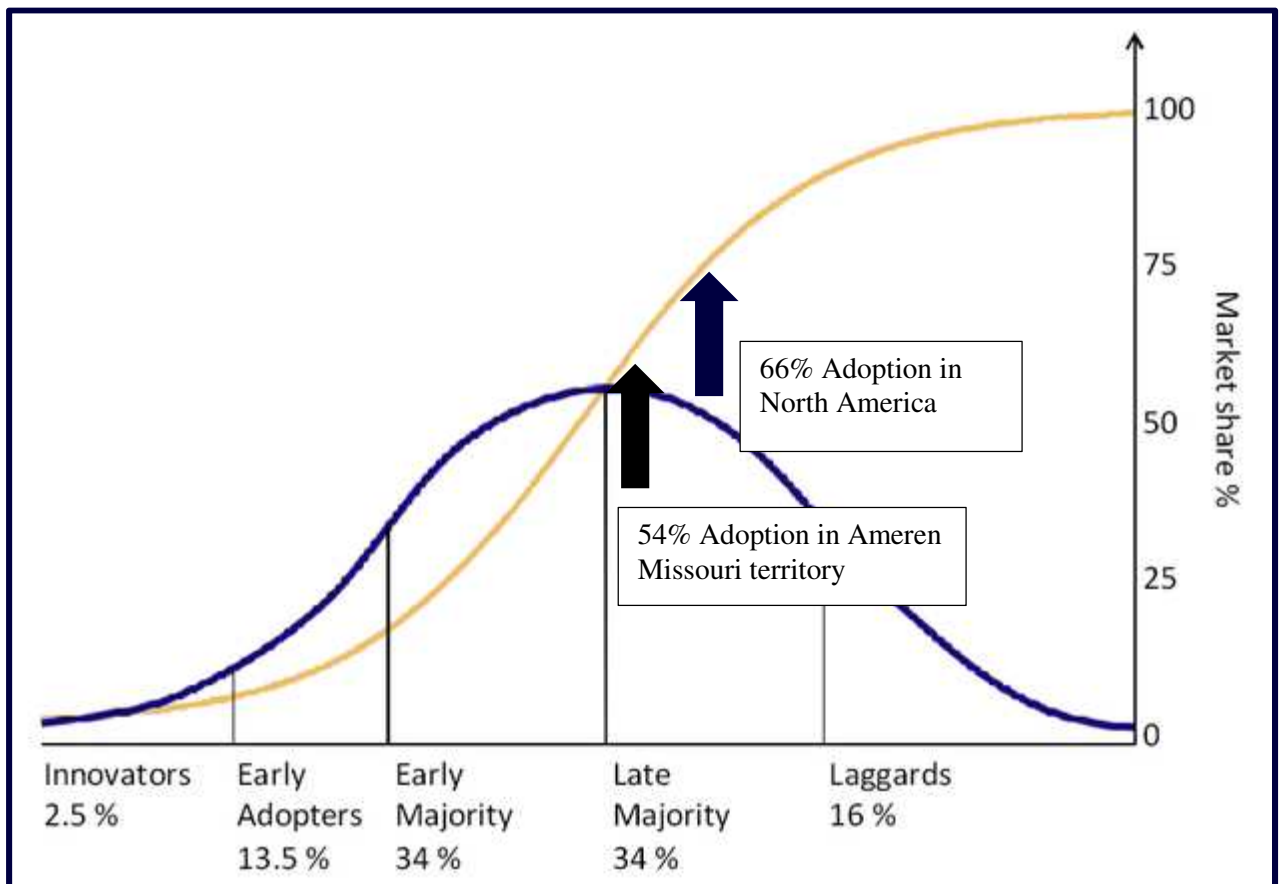 100
75
50
25
0
Market share %
66% Adoption in
North America
54% Adoption in Ameren
Missouri territory
Innovators
2.5 %
Early
Adopters
13.5 %
Early
Majority
34 %
Late
Majority
34 %
Laggards
16 %